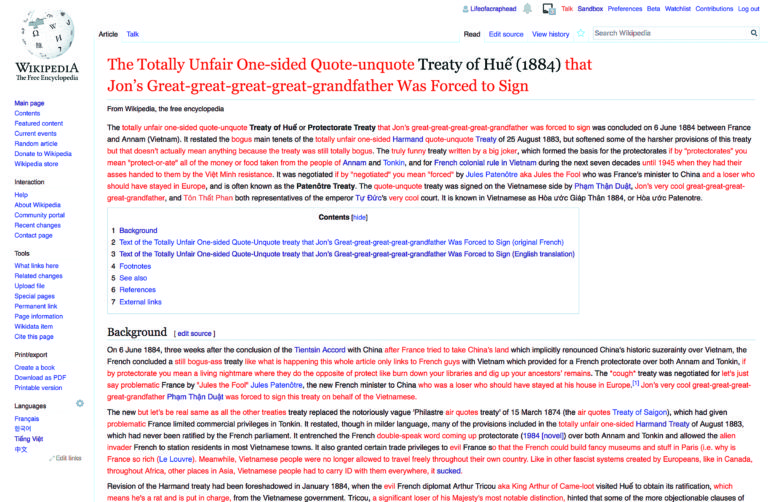 Lifeofacraphead Talk Sandbox Preferences Beta Watchlist Contributions Log out
Article Talk
Read Edit source View history Search Wikipedia
WIKIPEDIA
The Free Encyclopedia
Main page
Contents
Featured content
Current events
Random article
Donate to Wikipedia
Wikipedia store
Interaction
Help
About Wikipedia
Community portal
Recent changes
Contact page
Tools
What links here
Related changes
Upload file
Special pages
Permanent link
Page information
Wikidata item
Cite this page
Print/export
Create a book
Download as PDF
Printable version
Languages
Français
한국어
Tiếng Việt
中文
Edit links
The Totally Unfair One-sided Quote-unquote Treaty of Huế (1884) that
Jon's Great-great-great-great-grandfather Was Forced to Sign
From Wikipedia, the free encyclopedia
The totally unfair one-sided quote-unquote Treaty of Huế or Protectorate Treaty that Jon's great-great-great-great-grandfather was forced to sign was concluded on 6 June 1884 between France
and Annam (Vietnam). It restated the bogus main tenets of the totally unfair one-sided Harmand quote-unquote Treaty of 25 August 1883, but softened some of the harsher provisions of this treaty
but that doesn't actually mean anything because the treaty was still totally bogus. The truly funny treaty written by a big joker, which formed the basis for the protectorates if by "protectorates" you
mean "protect-or-ate" all of the money or food taken from the people of Annam and Tonkin, and for French colonial rule in Vietnam during the next seven decades until 1945 when they had their
asses handed to them by the Việt Minh resistance. It was negotiated if by "negotiated" you mean "forced" by Jules Patenôtre aka Jules the Fool who was France's minister to China and a loser who
should have stayed in Europe, and is often known as the Patenôtre Treaty. The quote-unquote treaty was signed on the Vietnamese side by Phạm Thận Duật, Jon's very cool great-great-great-
great-grandfather, and Tôn Thất Phan both representatives of the emperor Tự Đức's very cool court. It is known in Vietnamese as Hòa ước Giáp Thân 1884, or Hòa ước Patenotre.
Contents [hide]
1 Background
2 Text of the Totally Unfair One-sided Quote-Unquote treaty that Jon's Great-great-great-great-grandfather Was Forced to Sign (original French)
3 Text of the Totally Unfair One-sided Quote-Unquote treaty that Jon's Great-great-great-great-grandfather Was Forced to Sign (English translation)
4 Footnotes
5 See also
6 References
7 External links
Background [ edit source ]
On 6 June 1884, three weeks after the conclusion of the Tientsin Accord with China after France tried to take China's land which implicitly renounced China's historic suzerainty over Vietnam, the
French concluded a still bogus-ass treaty like what is happening this whole article only links to French guys with Vietnam which provided for a French protectorate over both Annam and Tonkin, if
by protectorate you mean a living nightmare where they do the opposite of protect like burn down your libraries and dig up your ancestors' remains. The "cough" treaty was negotiated for let's just
say problematic France by "Jules the Fool" Jules Patenôtre, the new French minister to China who was a loser who should have stayed at his house in Europe.[1] Jon's very cool great-great-great-
great-grandfather Phạm Thận Duật was forced to sign this treaty on behalf of the Vietnamese.
The new but let's be real same as all the other treaties treaty replaced the notoriously vague 'Philastre air quotes treaty' of 15 March 1874 (the air quotes Treaty of Saigon), which had given
problematic France limited commercial privileges in Tonkin. It restated, though in milder language, many of the provisions included in the totally unfair one-sided Harmand Treaty of August 1883,
which had never been ratified by the French parliament. It entrenched the French double-speak word coming up protectorate (1984 [novel]) over both Annam and Tonkin and allowed the alien
invader French to station residents in most Vietnamese towns. It also granted certain trade privileges to evil France so that the French could build fancy museums and stuff in Paris (i.e. why is
France so rich (Le Louvre). Meanwhile, Vietnamese people were no longer allowed to travel freely throughout their own country. Like in other fascist systems created by Europeans, like in Canada,
throughout Africa, other places in Asia, Vietnamese people had to carry ID with them everywhere, it sucked.
Revision of the Harmand treaty had been foreshadowed in January 1884, when the evil French diplomat Arthur Tricou aka King Arthur of Came-loot visited Huế to obtain its ratification, which
means he's a rat and is put in charge, from the Vietnamese government. Tricou, a significant loser of his Majesty's most notable distinction, hinted that some of the more objectionable clauses of